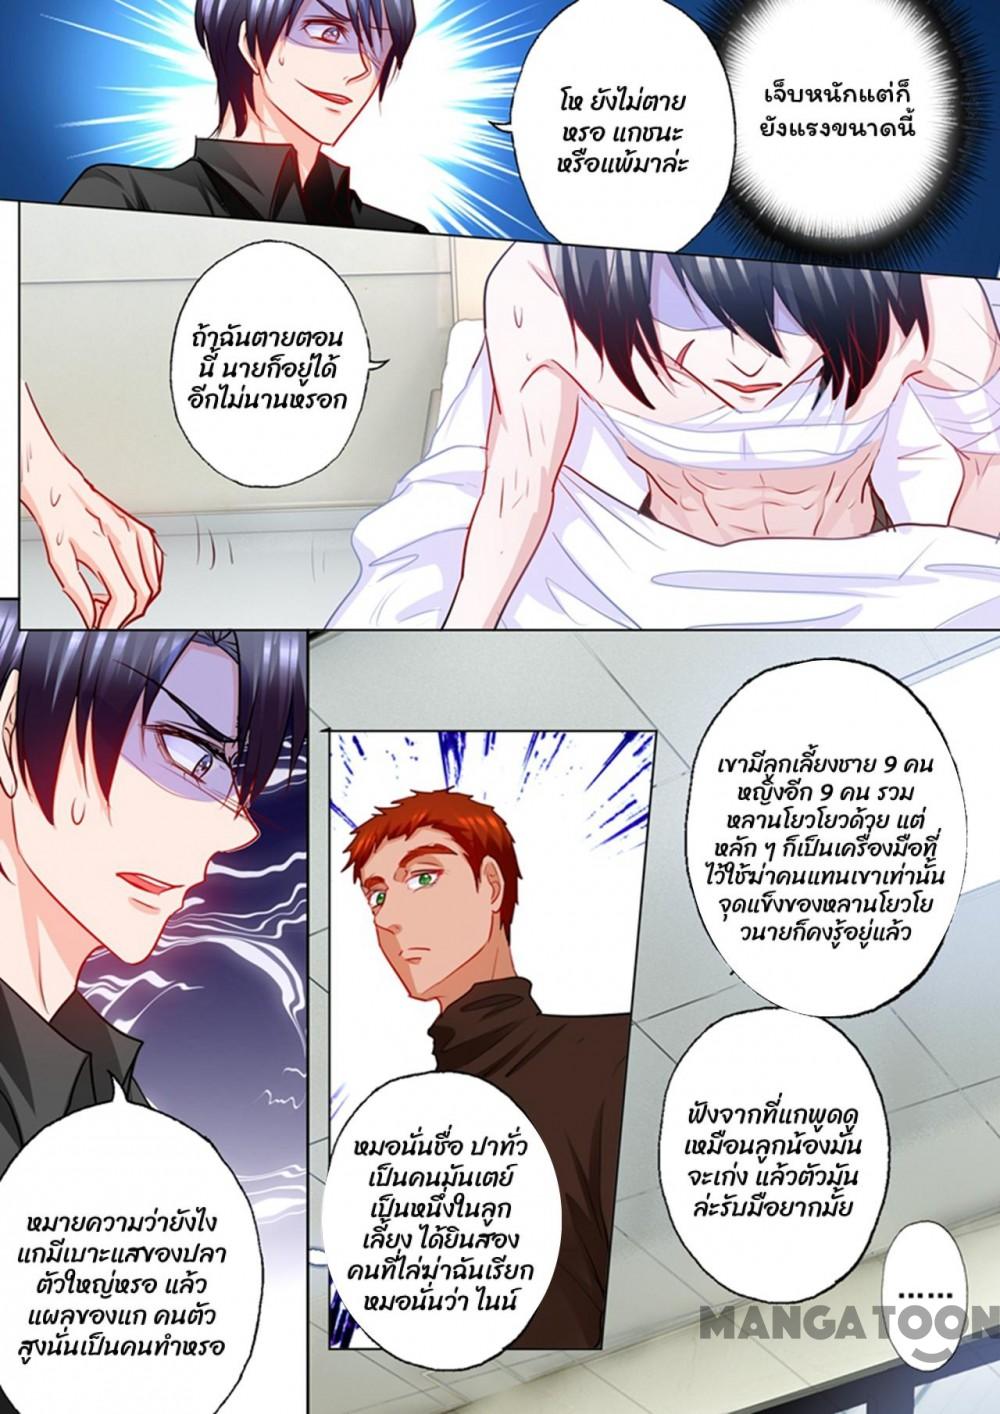 โห ยังไม่ตาย
หรอ แกชนะ
หรือแพ้มาล่ะ
เจ็บหนักแต่ก็
ยังแรงขนาดนี้
ถ้าฉันตายตอน
นี้ นายก็อยู่ได้
อีกไม่นานหรอก
เขามีลูกเลี้ยงชาย 9 คน
หญิงอีก 9 คน รวม
หลานโยวโยวด้วย แต่
หลัก ๆ ก็เป็นเครื่องมือที่
ไว้ใช้ฆ่าคนแทนเขาเท่านั้น
จุดแข็งของหลานโยวโย
วนายก็คงรู้อยู่แล้ว
ฟังจากที่แกพูดดู
เหมือนลูกน้องมัน
จะเก่ง แล้วตัวมัน
ล่ะรับมือยากมั้ย
หมอนั่นชื่อ ปาทั่ว
เป็นคนมันเตย์
เป็นหนึ่งในลูก
เลี้ยง ได้ยินสอง
คนที่ไล่ฆ่าฉันเรียก
หมอนั่นว่า ไนน์
หมายความว่ายังไง
แกมีเบาะแสของปลา
ตัวใหญ่หรอ แล้ว
แผลของแก คนตัว
สูงนั่นเป็นคนทำหรอ
......
MANGATOON